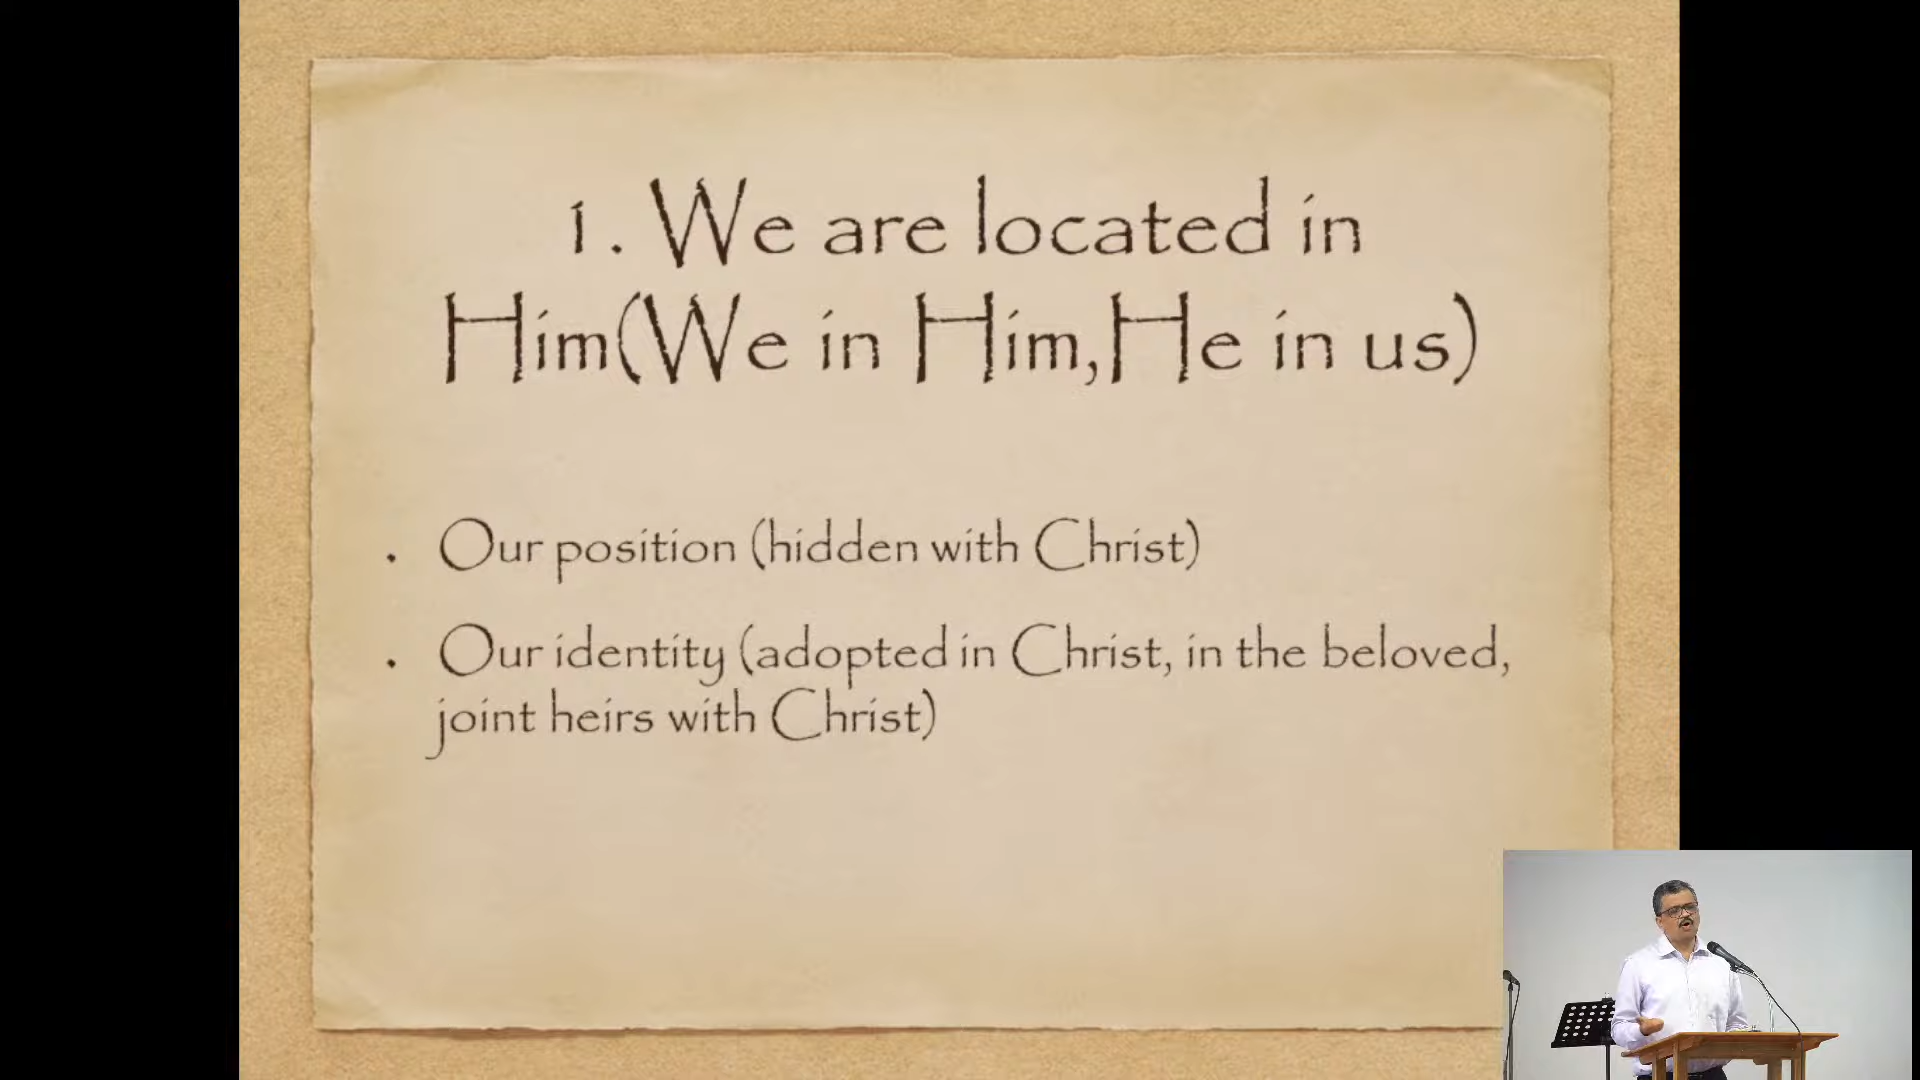 1. We are located in
Him(We in Him,He in us)
. Our position (hidden with Christ)
. Our identity (adopted in Christ, in the beloved,
joint heirs with Christ)